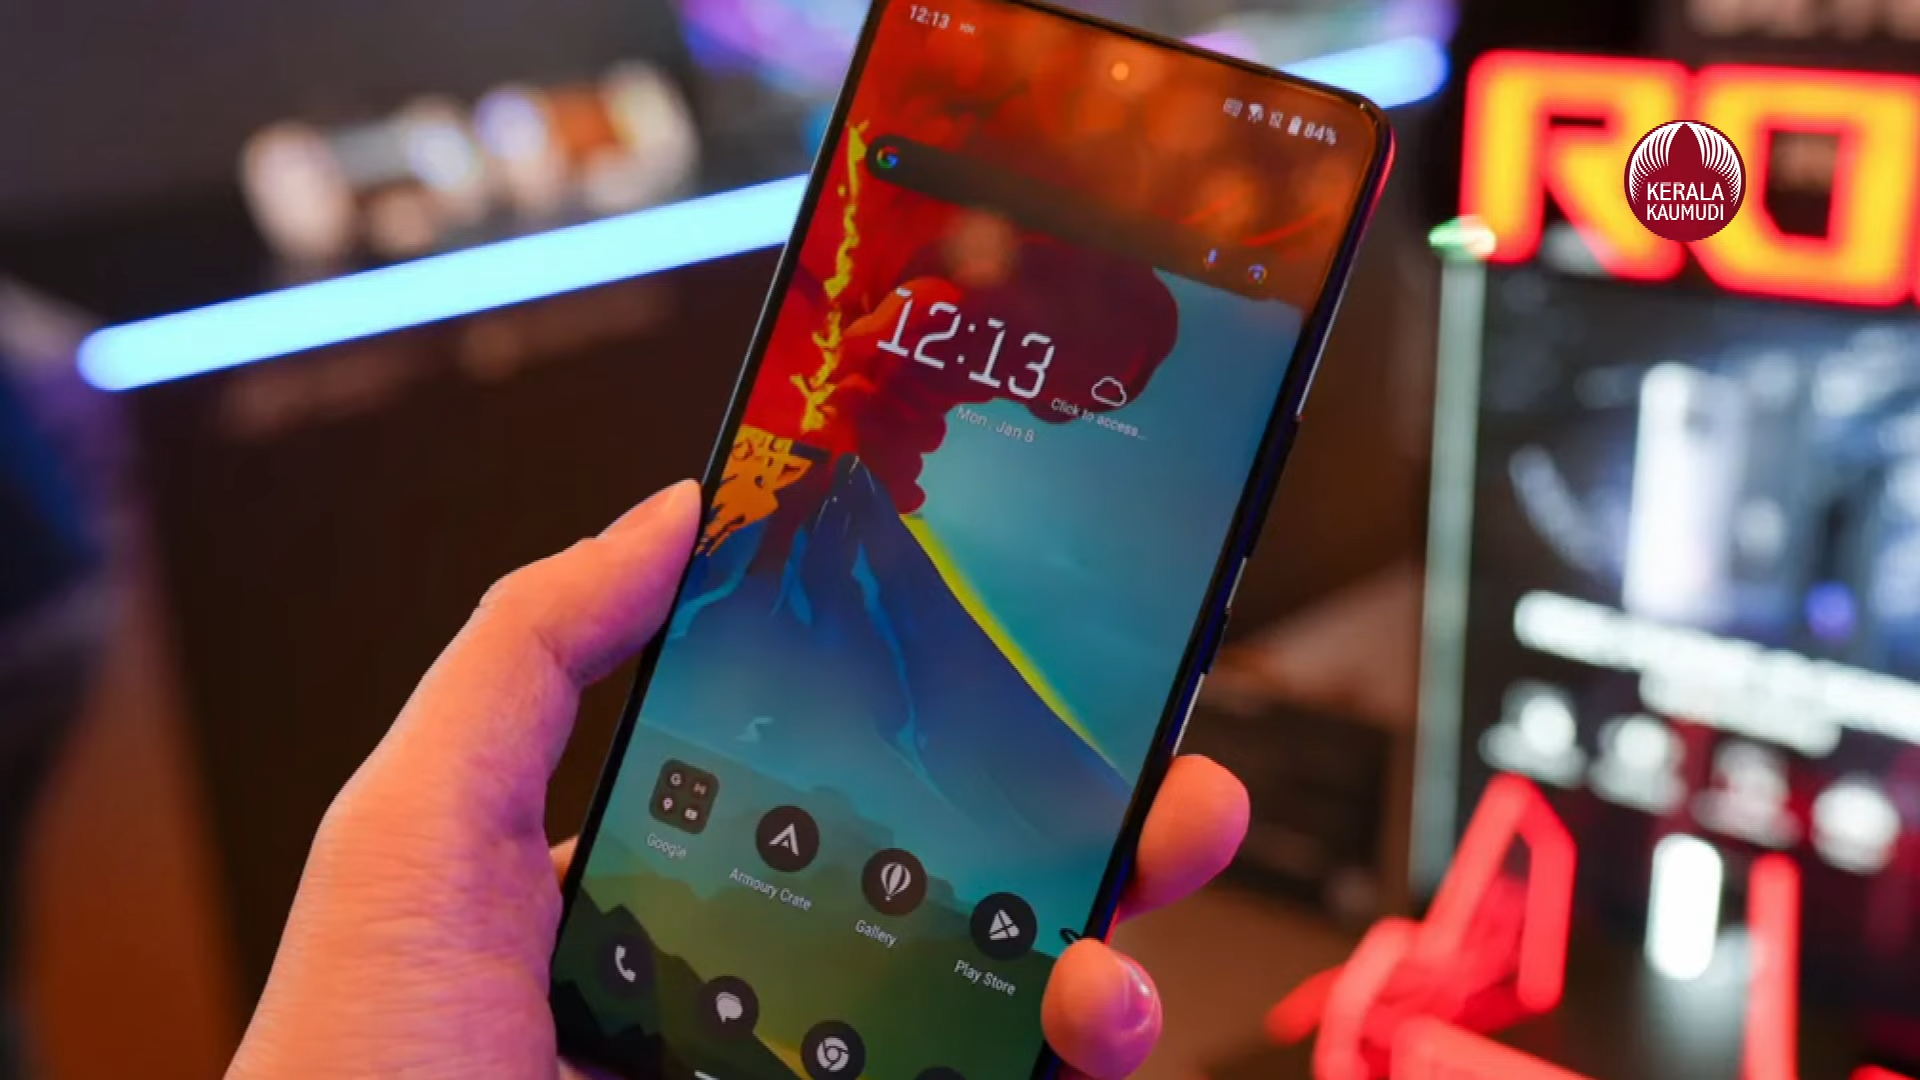 12:13
84%
RO
KERALA
KAUMUDI
12:13
Click to access...
Mon, Jan 8
Google
Armoury Crate
Gallery
Play Store